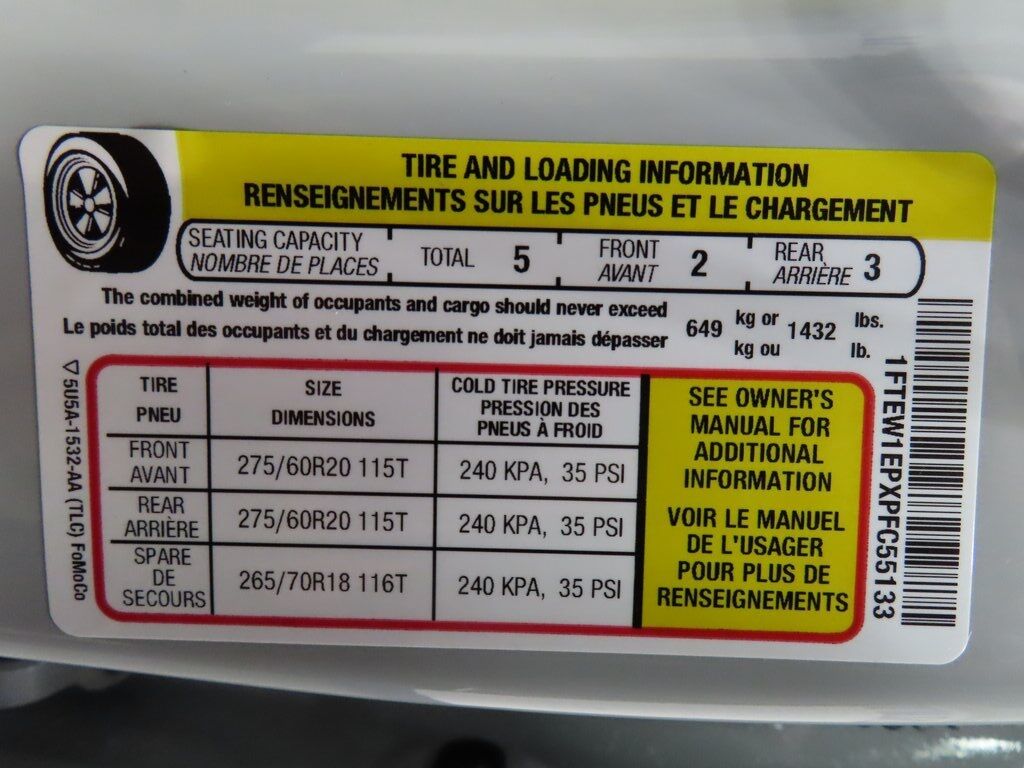 TIRE AND LOADING INFORMATION
RENSEIGNEMENTS SUR LES PNEUS ET LE CHARGEMENT
SEATING CAPACITY
NOMBRE DE PLACES
TOTAL 5
FRONT
AVANT
2
REAR
ARRIÈRE
3
The combined weight of occupants and cargo should never exceed
Le poids total des occupants et du chargement ne doit jamais dépasser
649
kg or
kg ou
1432
lbs.
lb.
TIRE
PNEU
SIZE
DIMENSIONS
COLD TIRE PRESSURE
PRESSION DES
PNEUS À FROID
FRONT
AVANT
275/60R20 115T
240 KPA, 35 PSI
REAR
ARRIÈRE
275/60R20 115T
240 KPA, 35 PSI
SPARE
DE
SECOURS
265/70R18 116T
240 KPA, 35 PSI
SEE OWNER'S
MANUAL FOR
ADDITIONAL
INFORMATION
VOIR LE MANUEL
DE L'USAGER
POUR PLUS DE
RENSEIGNEMENTS
1FTEW1EPXPFC55133
5U5A-1532-AA (TLC) FoMoCo